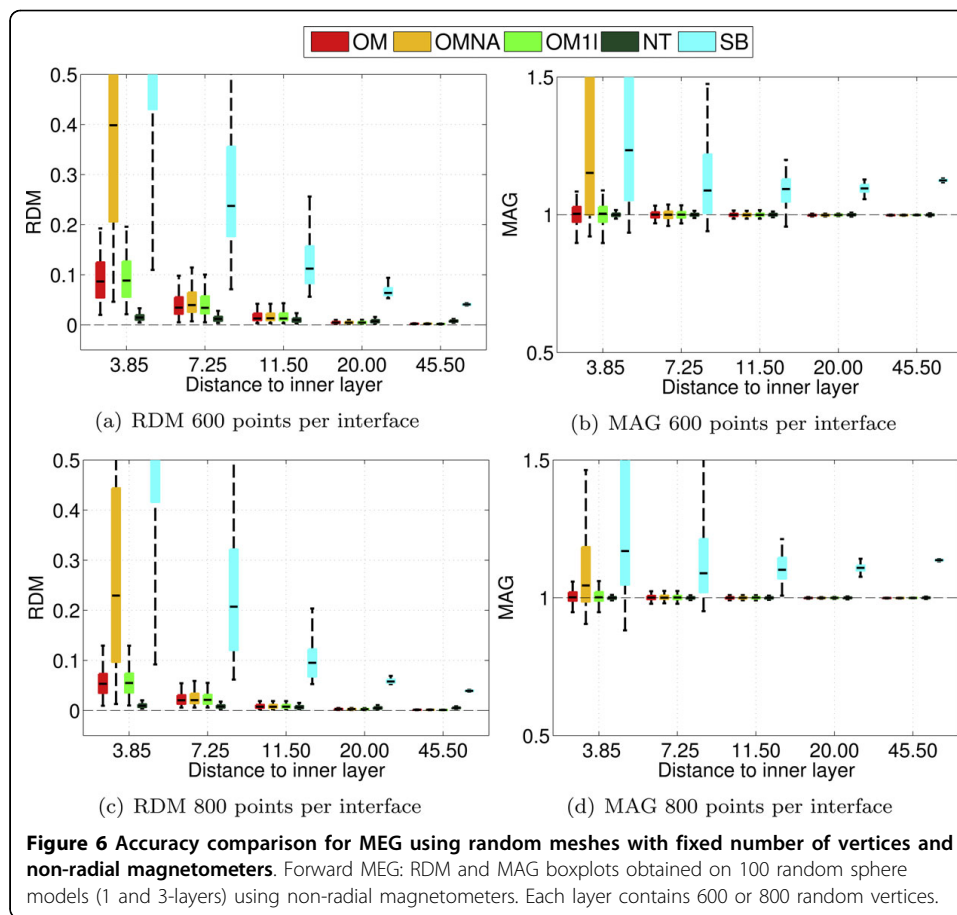 OM OMNA OM1l NT SB
0.5
0.4
0.3
0.2
0.1
0
RDM
3.85 7.25 11.50 20.00 45.50
Distance to inner layer
(a) RDM 600 points per interface
1.5
1
0.5
MAG
3.85 7.25 11.50 20.00 45.50
Distance to inner layer
(b) MAG 600 points per interface
0.5
0.4
0.3
0.2
0.1
0
RDM
3.85 7.25 11.50 20.00 45.50
Distance to inner layer
(c) RDM 800 points per interface
1.5
1
0.5
MAG
3.85 7.25 11.50 20.00 45.50
Distance to inner layer
(d) MAG 800 points per interface
Figure 6 Accuracy comparison for MEG using random meshes with fixed number of vertices and
non-radial magnetometers. Forward MEG: RDM and MAG boxplots obtained on 100 random sphere
models (1 and 3-layers) using non-radial magnetometers. Each layer contains 600 or 800 random vertices.